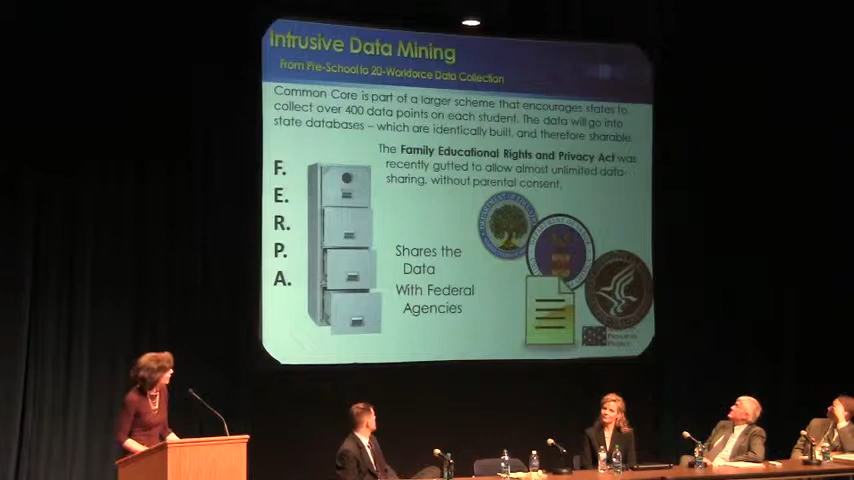 Intrusive Data Mining
From Pre-School to 20-Workforce Data Collection
Common Core is part of a larger scheme that encourages states to
collect over 400 data points on each student. The data will go into
state databases – which are identically built, and therefore sharable.
The Family Educational Rights and Privacy Act was
recently gutted to allow almost unlimited data-
sharing, without parental consent.
F.
E.
R.
P.
A.
Shares the
Data
With Federal
Agencies